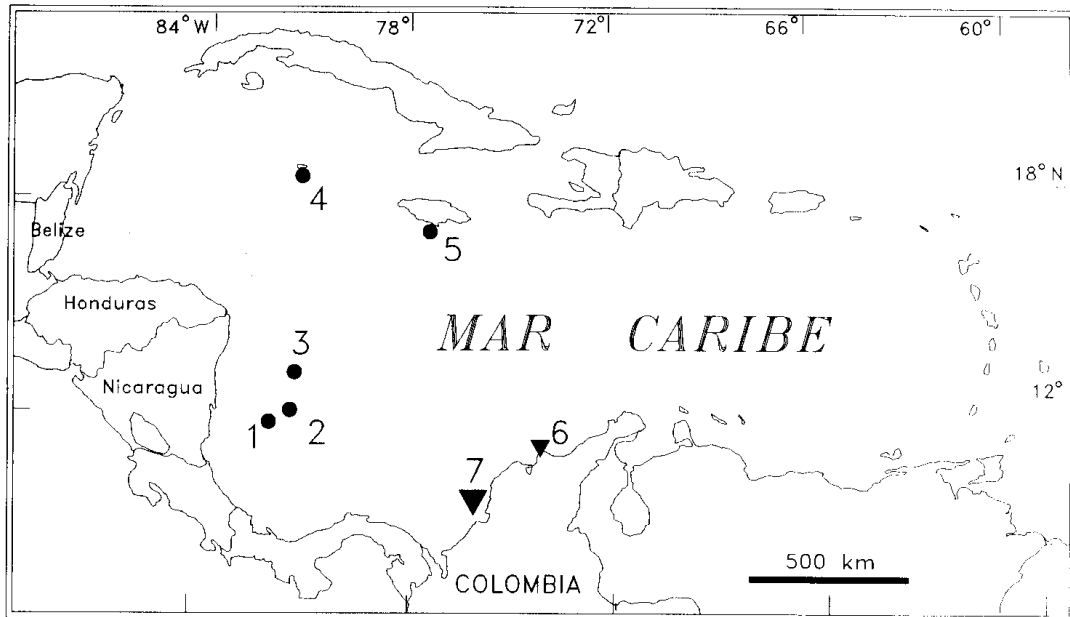 84°W
78°
72°
66°
60°
18°N
4
5
Belize
Honduras
MAR CARIBE
3
Nicaragua
12°
1
2
6
7
500 km
COLOMBIA